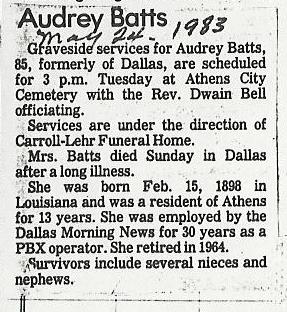 Audrey Batts
May 24. 1983
Graveside services for Audrey Batts,
85, formerly of Dallas, are scheduled
for 3 p.m. Tuesday at Athens City
Cemetery with the Rev. Dwain Bell
officiating.
Services are under the direction of
Carroll-Lehr Funeral Home.
Mrs. Batts died Sunday in Dallas
after a long illness.
She was born Feb. 15, 1898 in
Louisiana and was a resident of Athens
for 13 years. She was employed by the
Dallas Morning News for 30 years as a
PBX operator. She retired in 1964.
Survivors include several nieces and
nephews.